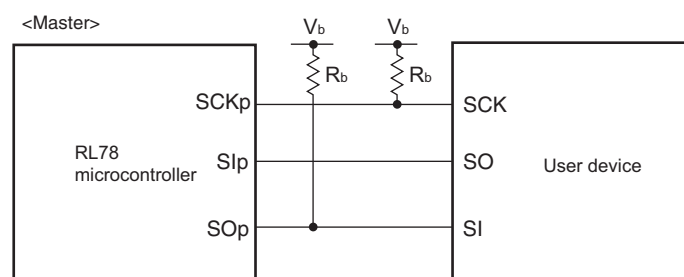 <Master>
Vb Vb
Rb Rb
SCKp SCK
RL78
microcontroller
SIp SO
User device
SOp SI